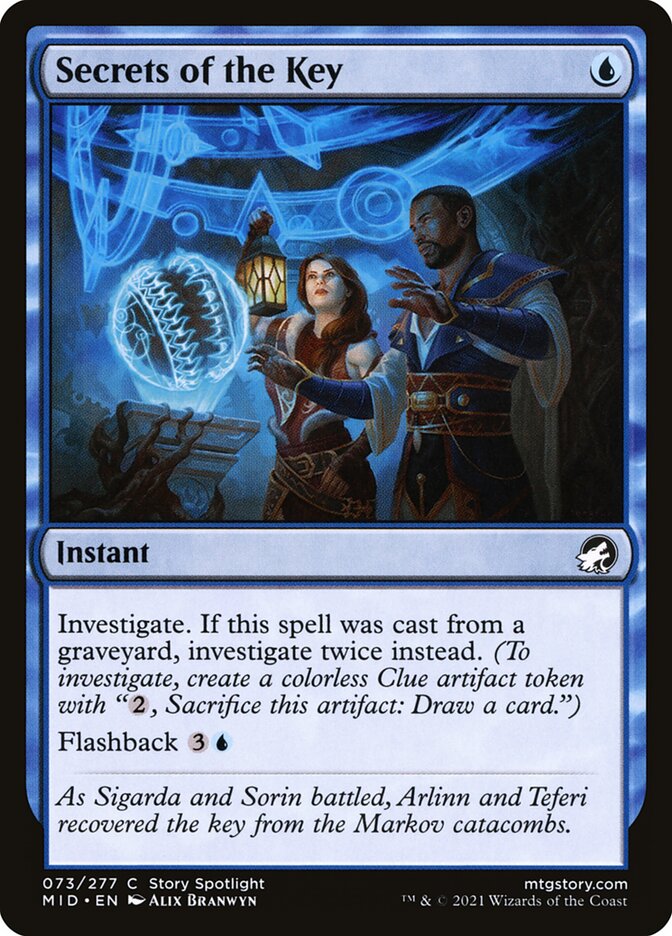 Secrets of the Key
Instant
Investigate. If this spell was cast from a
graveyard, investigate twice instead. (To
investigate, create a colorless Clue artifact token
with “2, Sacrifice this artifact: Draw a card.”)
Flashback 3
As Sigarda and Sorin battled, Arlinn and Teferi
recovered the key from the Markov catacombs.
073/277 C Story Spotlight
mtgstory.com
MID • EN Alix Branwyn
™ & © 2021 Wizards of the Coast